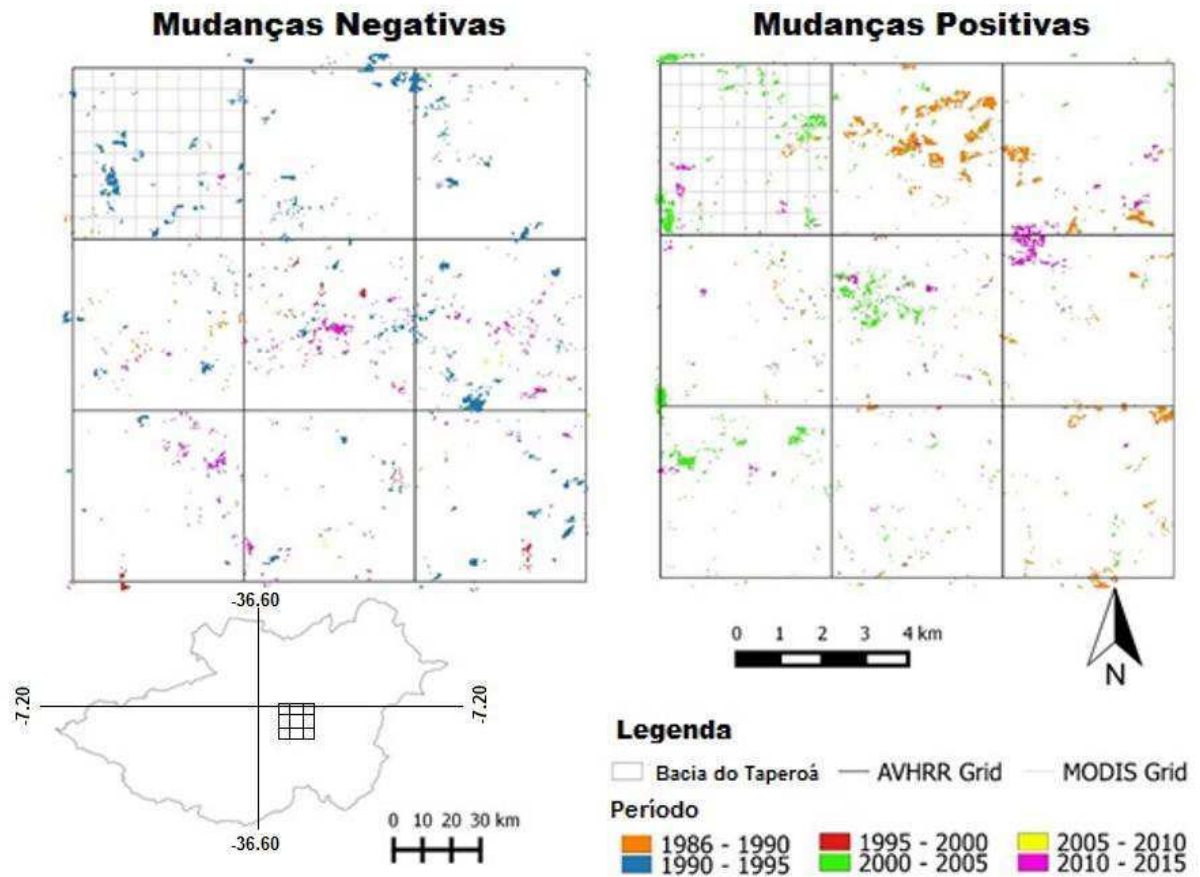 Mudanças Negativas
Mudanças Positivas
-36.60
-7.20
-7.20
-36.60
0 10 20 30 km
0 1 2 3 4 km
N
Legenda
Bacia do Taperoá
AVHRR Grid
MODIS Grid
Período
1986 - 1990
1995 - 2000
2005 - 2010
1990 - 1995
2000 - 2005
2010 - 2015